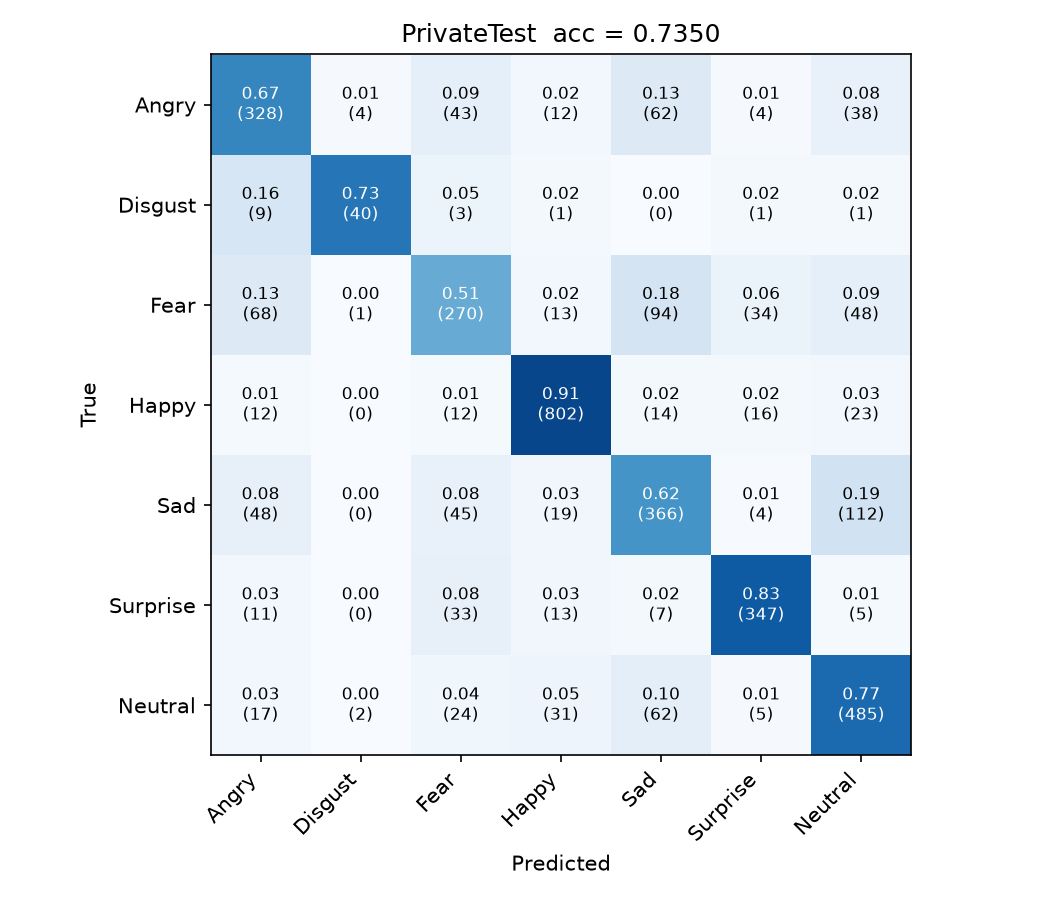 PrivateTest  acc = 0.7350
Angry
0.67 0.01 0.09 0.02 0.13 0.01 0.08
(328) (4) (43) (12) (62) (4) (38)
Disgust
0.16 0.73 0.05 0.02 0.00 0.02 0.02
(9) (40) (3) (1) (0) (1) (1)
Fear
0.13 0.00 0.51 0.02 0.18 0.06 0.09
(68) (1) (270) (13) (94) (34) (48)
Happy
0.01 0.00 0.01 0.91 0.02 0.02 0.03
(12) (0) (12) (802) (14) (16) (23)
Sad
0.08 0.00 0.08 0.03 0.62 0.01 0.19
(48) (0) (45) (19) (366) (4) (112)
Surprise
0.03 0.00 0.08 0.03 0.02 0.83 0.01
(11) (0) (33) (13) (7) (347) (5)
Neutral
0.03 0.00 0.04 0.05 0.10 0.01 0.77
(17) (2) (24) (31) (62) (5) (485)
True
Angry Disgust Fear Happy Sad Surprise Neutral
Predicted